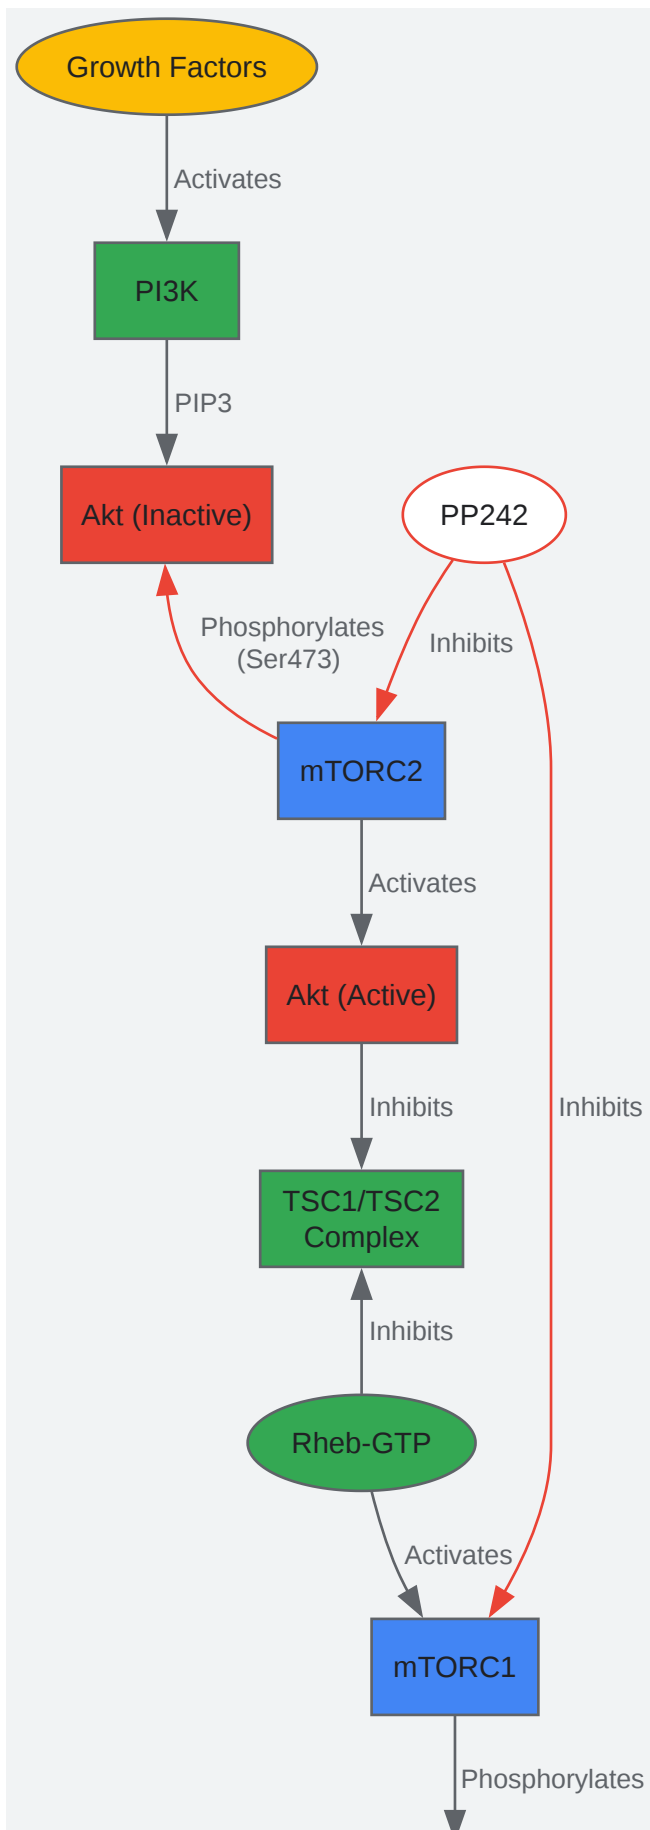 Growth Factors
Activates
PI3K
PIP3
Akt (Inactive)
PP242
Phosphorylates
(Ser473)
Inhibits
mTORC2
Activates
Akt (Active)
Inhibits
Inhibits
TSC1/TSC2
Complex
Inhibits
Rheb-GTP
Activates
mTORC1
Phosphorylates